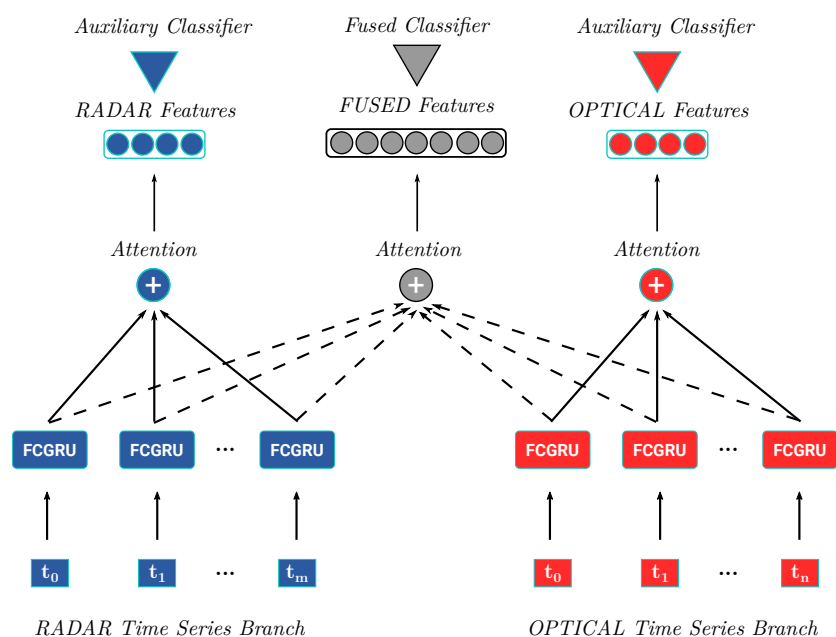 Auxiliary Classifier
Fused Classifier
Auxiliary Classifier
RADAR Features
FUSED Features
OPTICAL Features
Attention
Attention
Attention
+
+
+
FCGRU
FCGRU
...
FCGRU
FCGRU
FCGRU
...
FCGRU
t0
t1
...
tm
t0
t1
...
tn
RADAR Time Series Branch
OPTICAL Time Series Branch